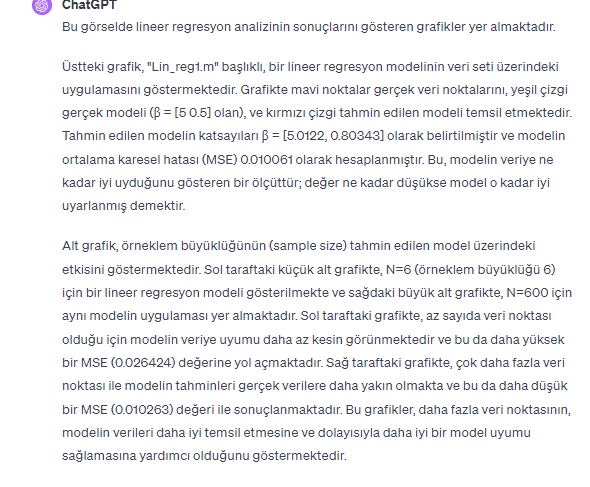 ChatGPT
Bu görselde lineer regresyon analizinin sonuçlarını gösteren grafikler yer almaktadır.
Üstteki grafik, "Lin_reg1.m" başlıklı, bir lineer regresyon modelinin veri seti üzerindeki
uygulamasını göstermektedir. Grafikte mavi noktalar gerçek veri noktalarını, yeşil çizgi
gerçek modeli (β = [5 0.5] olan), ve kırmızı çizgi tahmin edilen modeli temsil etmektedir.
Tahmin edilen modelin katsayıları β = [5.0122, 0.80343] olarak belirtilmiştir ve modelin
ortalama karesel hatası (MSE) 0.010061 olarak hesaplanmıştır. Bu, modelin veriye ne
kadar iyi uyduğunu gösteren bir ölçüttür; değer ne kadar düşükse model o kadar iyi
uyarlanmış demektir.
Alt grafik, örneklem büyüklüğünün (sample size) tahmin edilen model üzerindeki
etkisini göstermektedir. Sol taraftaki küçük alt grafikte, N=6 (örneklem büyüklüğü 6)
için bir lineer regresyon modeli gösterilmekte ve sağdaki büyük alt grafikte, N=600 için
aynı modelin uygulaması yer almaktadır. Sol taraftaki grafikte, az sayıda veri noktası
olduğu için modelin veriye uyumu daha az kesin görünmektedir ve bu da daha yüksek
bir MSE (0.026424) değerine yol açmaktadır. Sağ taraftaki grafikte, çok daha fazla veri
noktası ile modelin tahminleri gerçek verilere daha yakın olmakta ve bu da daha düşük
bir MSE (0.010263) değeri ile sonuçlanmaktadır. Bu grafikler, daha fazla veri noktasının,
modelin verileri daha iyi temsil etmesine ve dolayısıyla daha iyi bir model uyumu
sağlamasına yardımcı olduğunu göstermektedir.